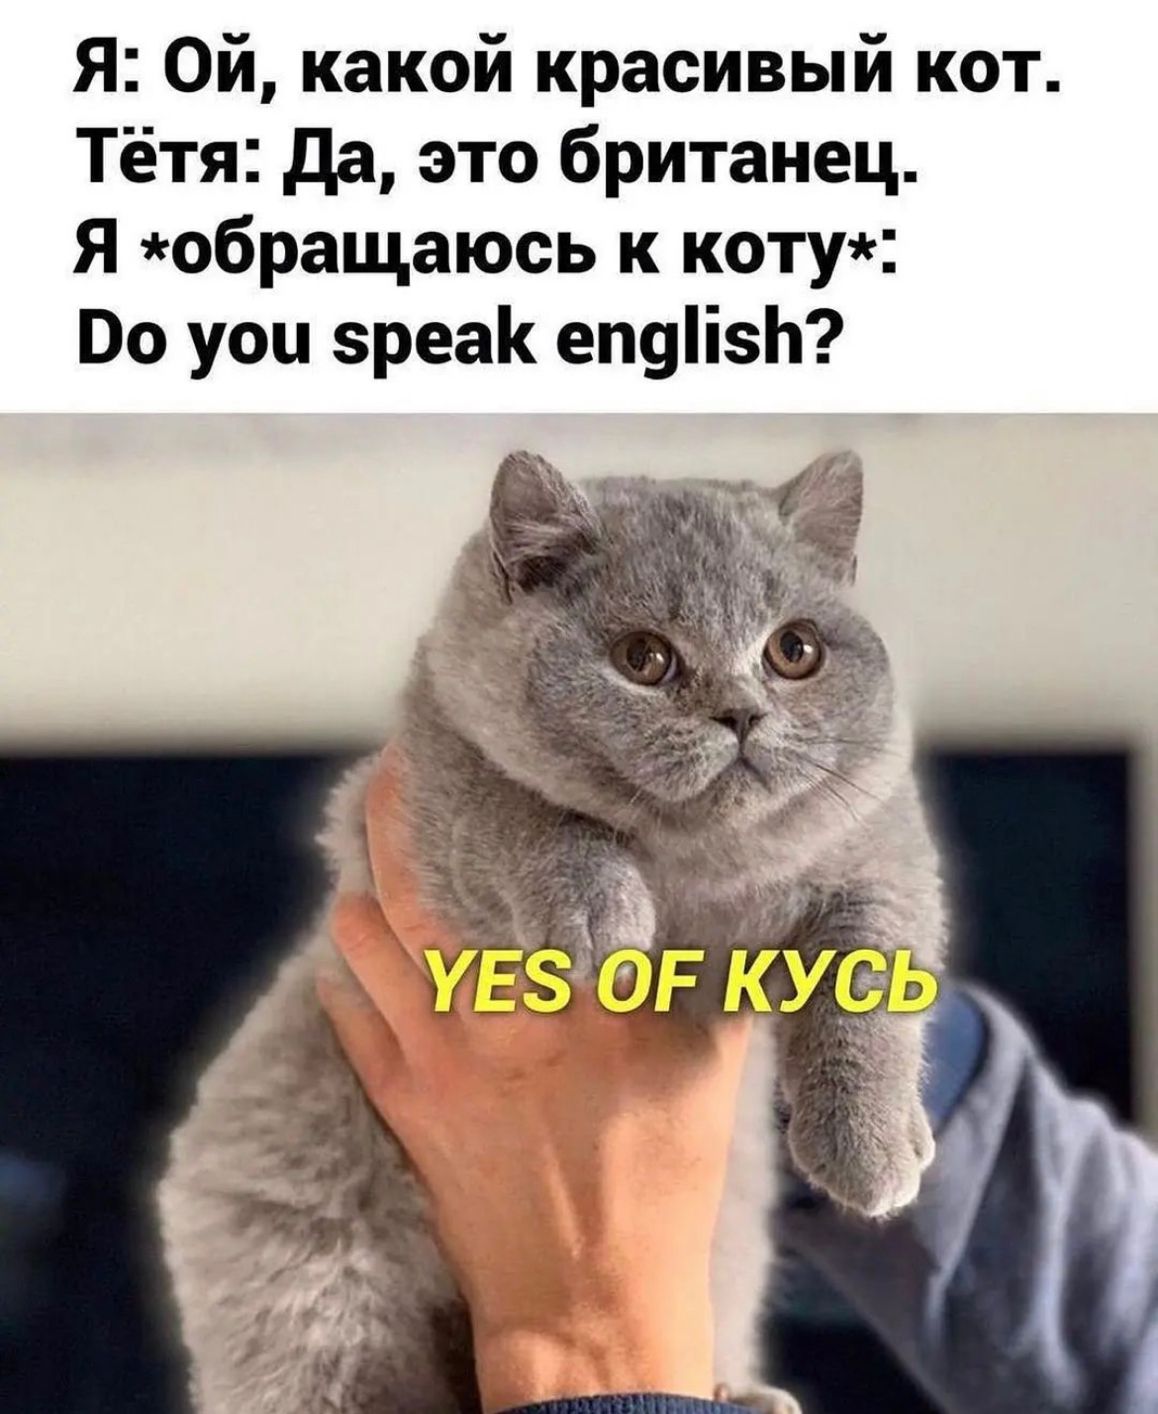 Я: Ой, какой красивый кот.
Тётя: Да, это британец.
Я *обращаюсь к коту*:
Do you speak english?
YES OF КУСЬ